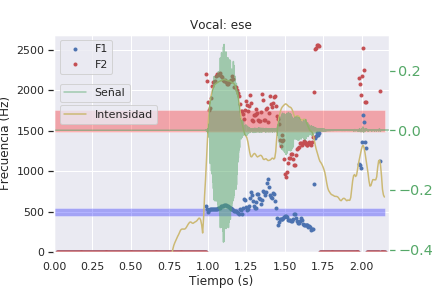 Vocal: ese
F1
F2
Señal
Intensidad
Frecuencia (Hz)
2500
2000
1500
1000
500
0
0.2
0.0
−0.2
−0.4
0.00 0.25 0.50 0.75 1.00 1.25 1.50 1.75 2.00
Tiempo (s)